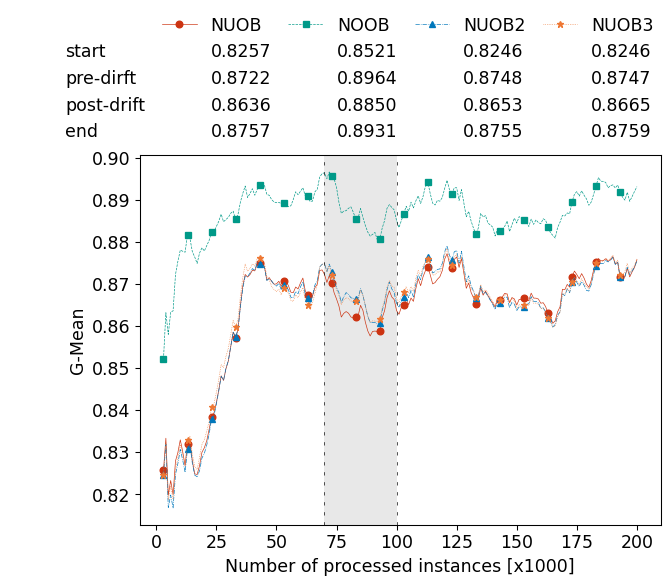 NUOB NOOB NUOB2 NUOB3
start 0.8257 0.8521 0.8246 0.8246
pre-dirft 0.8722 0.8964 0.8748 0.8747
post-drift 0.8636 0.8850 0.8653 0.8665
end 0.8757 0.8931 0.8755 0.8759
0.90
0.89
0.88
0.87
0.86
0.85
0.84
0.83
0.82
G-Mean
0 25 50 75 100 125 150 175 200
Number of processed instances [x1000]